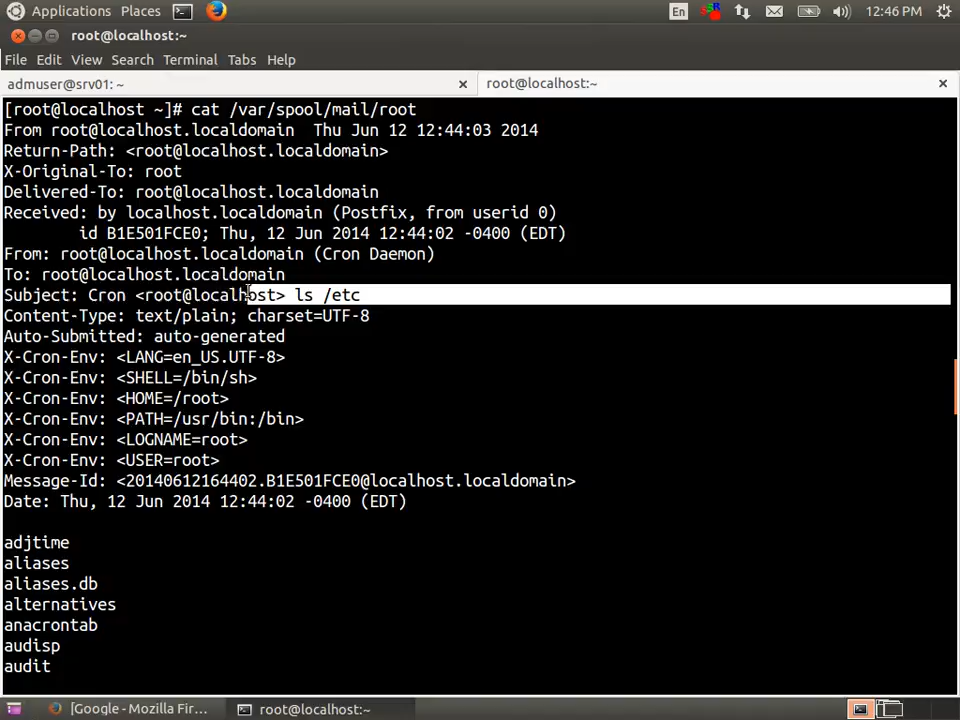 Applications Places En 12:46 PM
root@localhost:~
File Edit View Search Terminal Tabs Help
admuser@srv01: ~ × root@localhost:~ ×
[root@localhost ~]# cat /var/spool/mail/root
From root@localhost.localdomain  Thu Jun 12 12:44:03 2014
Return-Path: <root@localhost.localdomain>
X-Original-To: root
Delivered-To: root@localhost.localdomain
Received: by localhost.localdomain (Postfix, from userid 0)
        id B1E501FCE0; Thu, 12 Jun 2014 12:44:02 -0400 (EDT)
From: root@localhost.localdomain (Cron Daemon)
To: root@localhost.localdomain
Subject: Cron <root@localhost> ls /etc
Content-Type: text/plain; charset=UTF-8
Auto-Submitted: auto-generated
X-Cron-Env: <LANG=en_US.UTF-8>
X-Cron-Env: <SHELL=/bin/sh>
X-Cron-Env: <HOME=/root>
X-Cron-Env: <PATH=/usr/bin:/bin>
X-Cron-Env: <LOGNAME=root>
X-Cron-Env: <USER=root>
Message-Id: <20140612164402.B1E501FCE0@localhost.localdomain>
Date: Thu, 12 Jun 2014 12:44:02 -0400 (EDT)
adjtime
aliases
aliases.db
alternatives
anacrontab
audisp
audit
[Google - Mozilla Fir... root@localhost:~